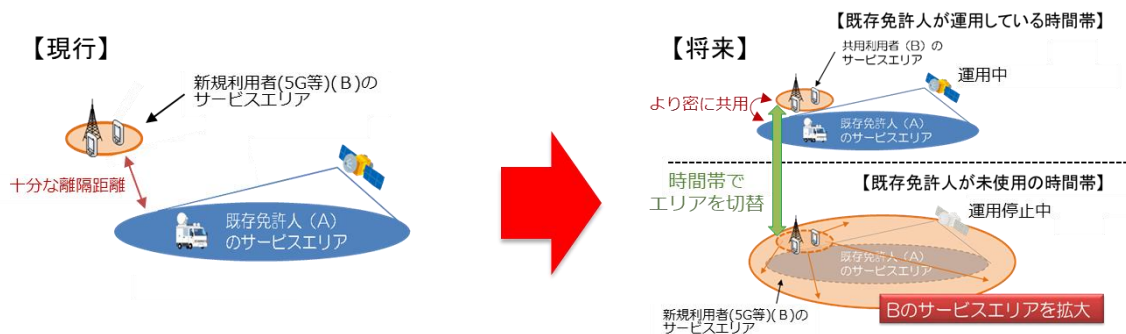 【現行】
新規利用者(5G等)(B)の
サービスエリア
十分な離隔距離
既存免許人(A)
のサービスエリア
【将来】
【既存免許人が運用している時間帯】
共用利用者(B)の
サービスエリア
運用中
より密に共用
既存免許人(A)
のサービスエリア
時間帯で
エリアを切替
【既存免許人が未使用の時間帯】
運用停止中
既存免許人(A)
のサービスエリア
新規利用者(5G等)(B)の
サービスエリア
Bのサービスエリアを拡大